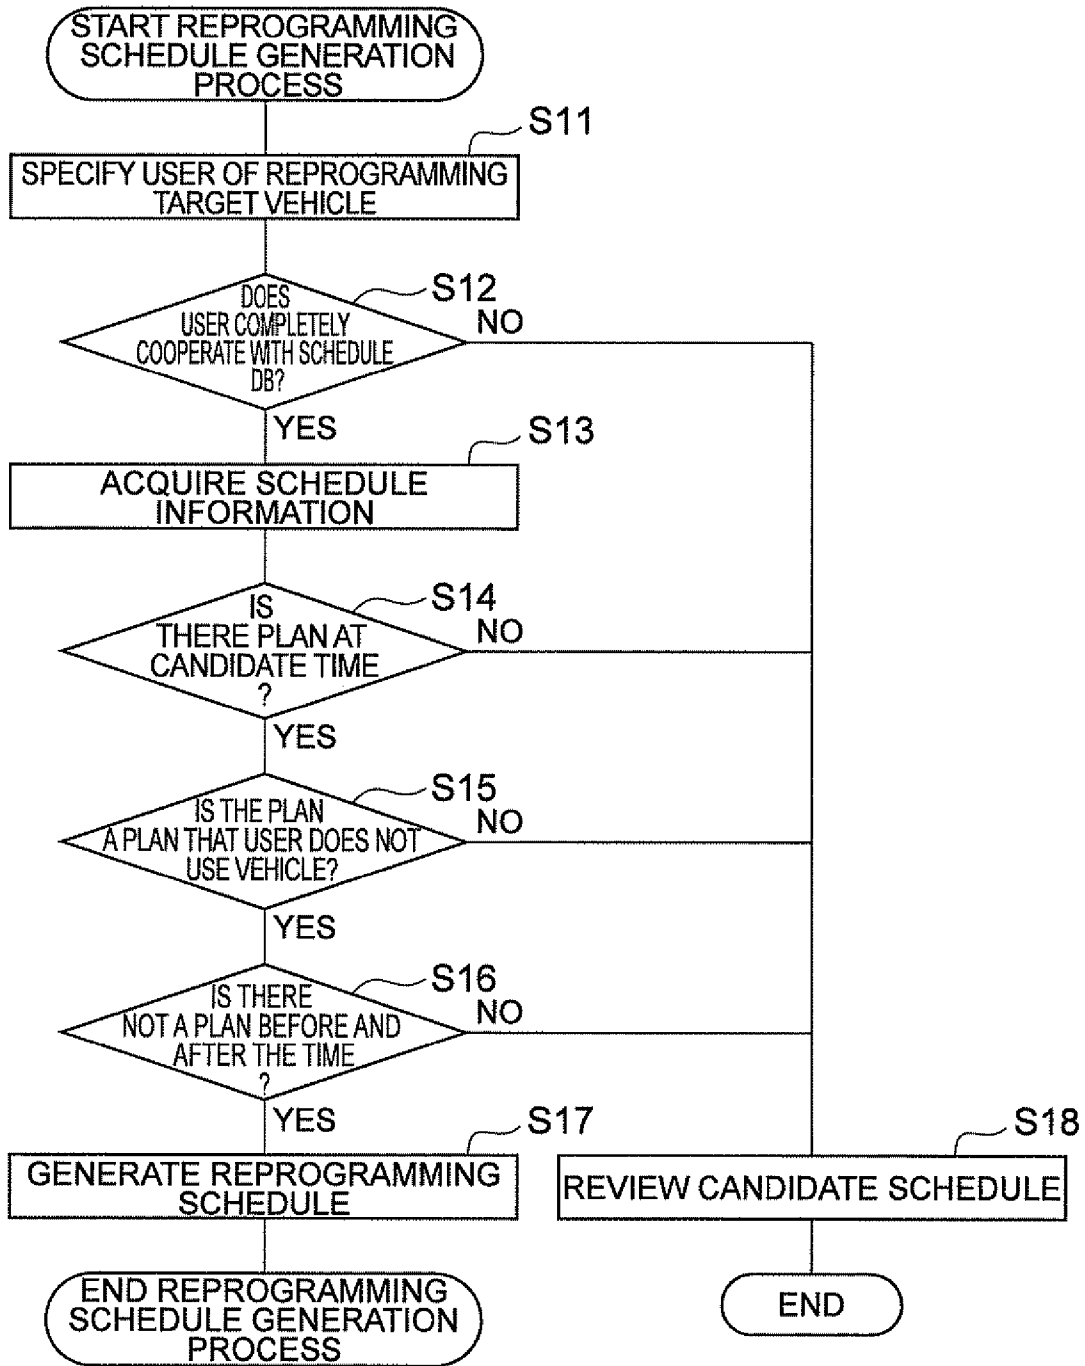 START REPROGRAMMING
SCHEDULE GENERATION
PROCESS
S11
SPECIFY USER OF REPROGRAMMING
TARGET VEHICLE
S12
DOES
USER COMPLETELY
COOPERATE WITH SCHEDULE
DB?
NO
YES
S13
ACQUIRE SCHEDULE
INFORMATION
S14
IS
THERE PLAN AT
CANDIDATE TIME
?
NO
YES
S15
IS THE PLAN
A PLAN THAT USER DOES NOT
USE VEHICLE?
NO
YES
S16
IS THERE
NOT A PLAN BEFORE AND
AFTER THE TIME
?
NO
YES
S17
GENERATE REPROGRAMMING
SCHEDULE
S18
REVIEW CANDIDATE SCHEDULE
END REPROGRAMMING
SCHEDULE GENERATION
PROCESS
END